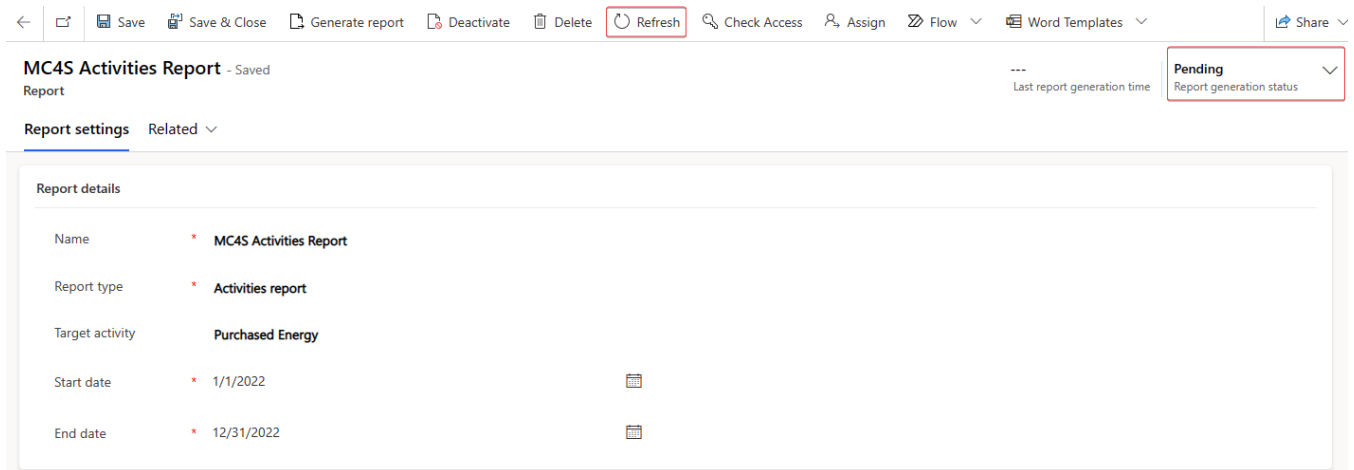 Save Save & Close Generate report Deactivate Delete Refresh Check Access Assign Flow Word Templates Share
MC4S Activities Report - Saved
Report
---
Last report generation time
Pending
Report generation status
Report settings Related
Report details
Name * MC4S Activities Report
Report type * Activities report
Target activity Purchased Energy
Start date * 1/1/2022
End date * 12/31/2022